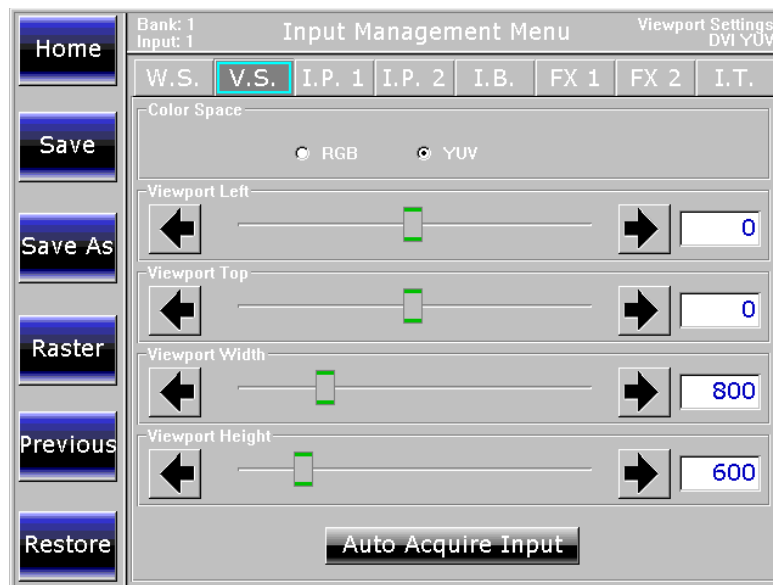 Home
Save
Save As
Raster
Previous
Restore
Bank: 1
Input: 1
Input Management Menu
Viewport Settings
DVI YUV
W.S. V.S. I.P. 1 I.P. 2 I.B. FX 1 FX 2 I.T.
Color Space
RGB YUV
Viewport Left
0
Viewport Top
0
Viewport Width
800
Viewport Height
600
Auto Acquire Input